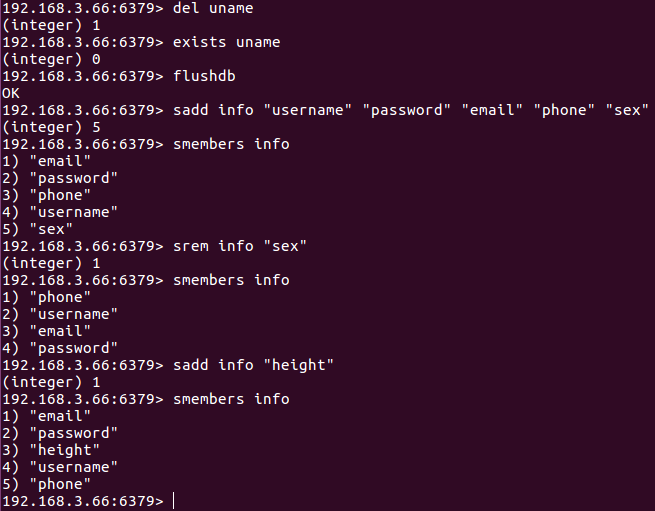 192.168.3.66:6379> del uname
(integer) 1
192.168.3.66:6379> exists uname
(integer) 0
192.168.3.66:6379> flushdb
OK
192.168.3.66:6379> sadd info "username" "password" "email" "phone" "sex"
(integer) 5
192.168.3.66:6379> smembers info
1) "email"
2) "password"
3) "phone"
4) "username"
5) "sex"
192.168.3.66:6379> srem info "sex"
(integer) 1
192.168.3.66:6379> smembers info
1) "phone"
2) "username"
3) "email"
4) "password"
192.168.3.66:6379> sadd info "height"
(integer) 1
192.168.3.66:6379> smembers info
1) "email"
2) "password"
3) "height"
4) "username"
5) "phone"
192.168.3.66:6379>